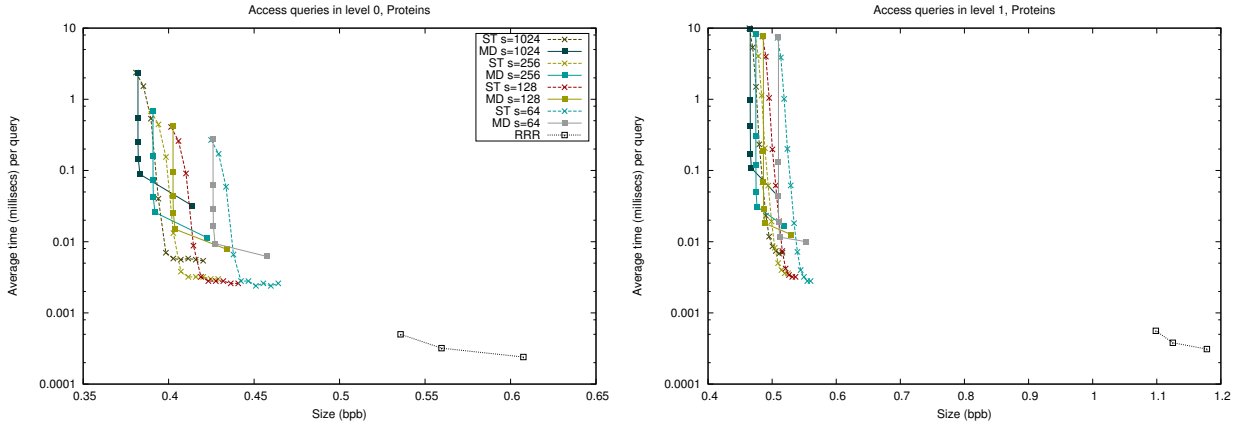 Access queries in level 0, Proteins
Average time (millisecs) per query
10
1
0.1
0.01
0.001
0.0001
ST s=1024
MD s=1024
ST s=256
MD s=256
ST s=128
MD s=128
ST s=64
MD s=64
RRR
0.35
0.4
0.45
0.5
0.55
0.6
0.65
Size (bpb)
Access queries in level 1, Proteins
Average time (millisecs) per query
10
1
0.1
0.01
0.001
0.0001
0.4
0.5
0.6
0.7
0.8
0.9
1
1.1
1.2
Size (bpb)